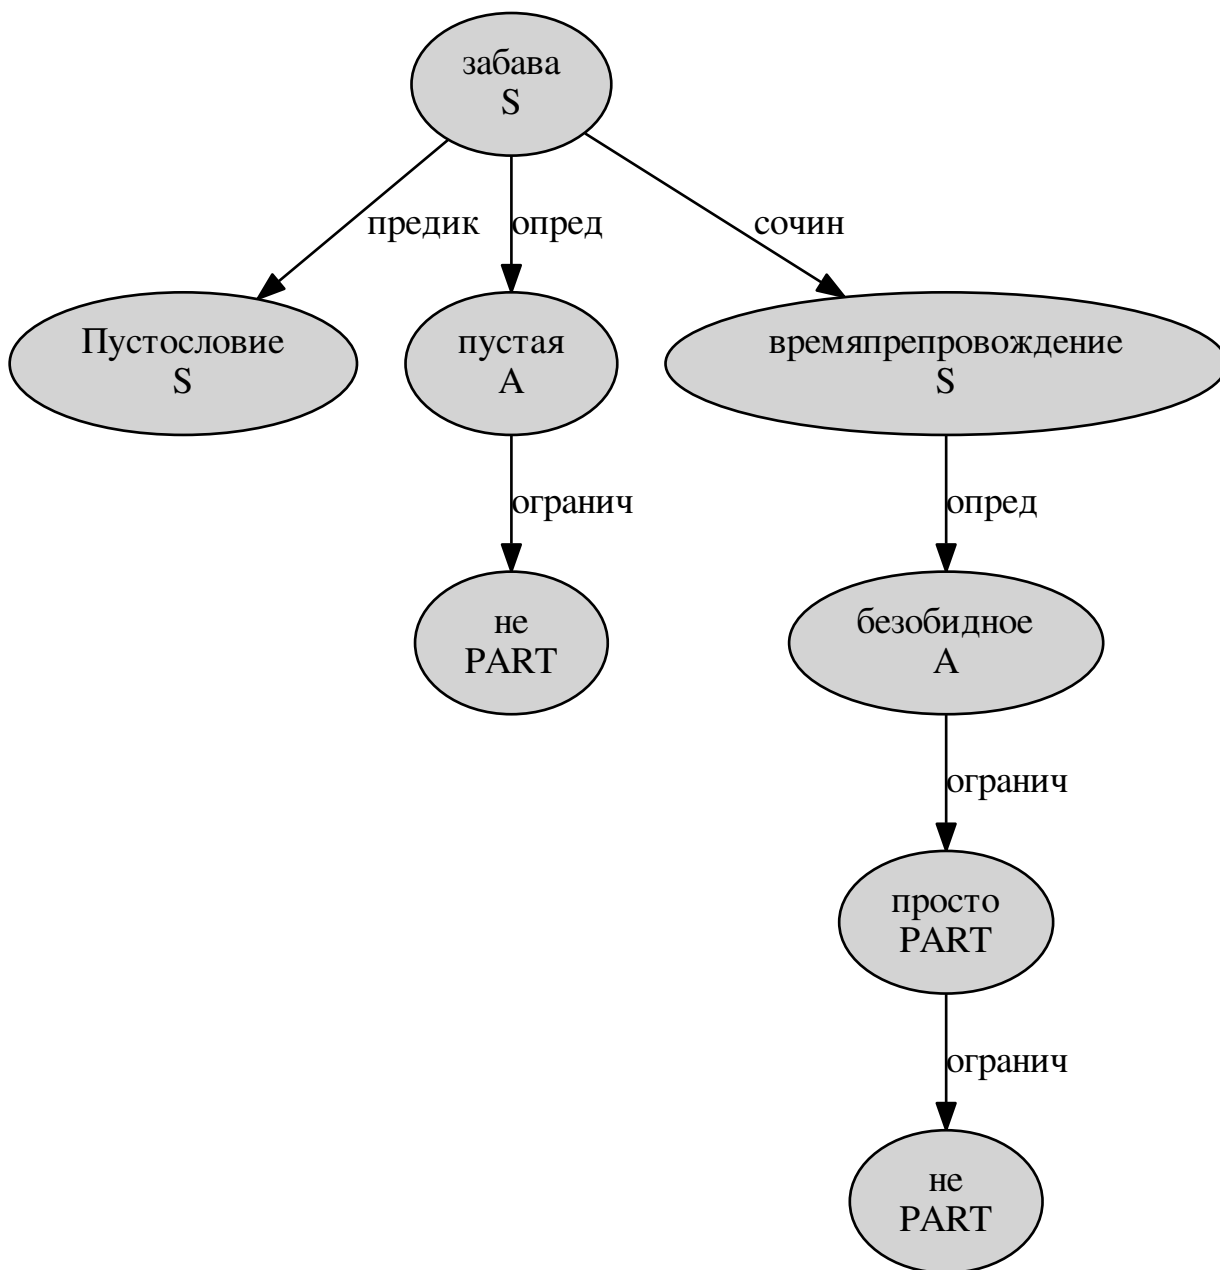 забава
S
предик
опред
сочин
Пустословие
S
пустая
A
времяпрепровождение
S
огранич
опред
не
PART
безобидное
A
огранич
просто
PART
огранич
не
PART